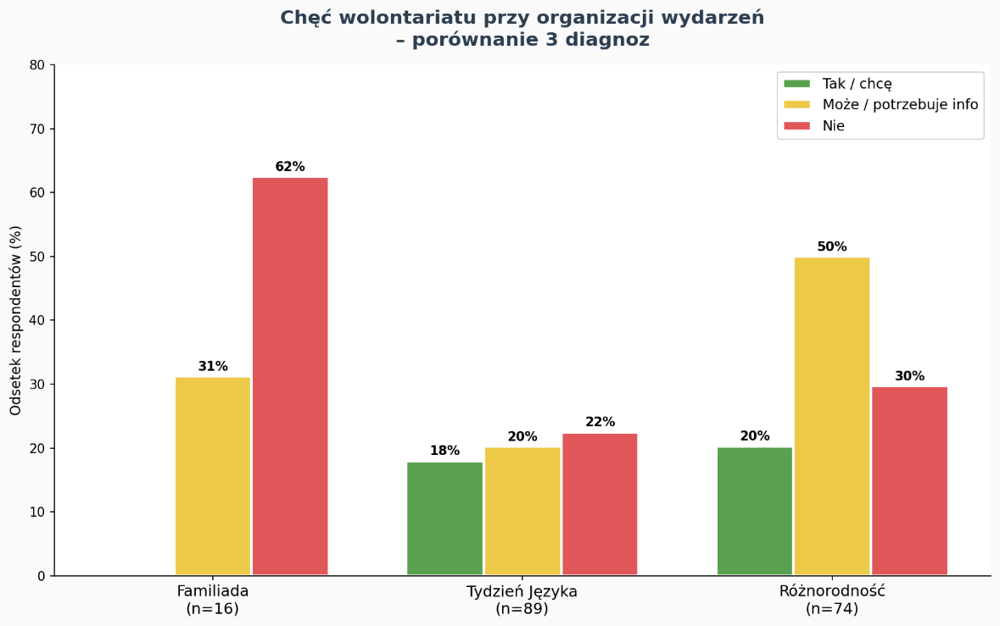 Chęć wolontariatu przy organizacji wydarzeń
– porównanie 3 diagnoz
80
70
60
50
40
30
20
10
0
Odsetek respondentów (%)
Tak / chcę
Może / potrzebuje info
Nie
31%
62%
18%
20%
22%
20%
50%
30%
Familiada
(n=16)
Tydzień Języka
(n=89)
Różnorodność
(n=74)